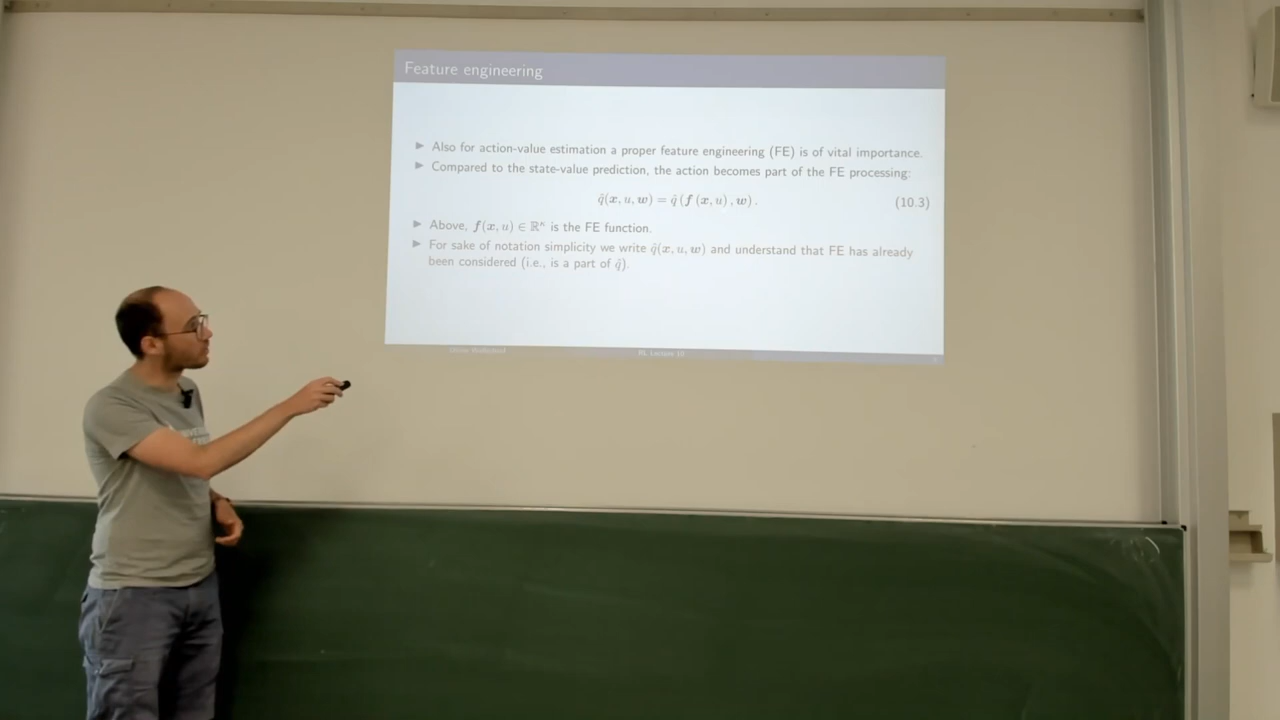 Feature engineering
► Also for action-value estimation a proper feature engineering (FE) is of vital importance.
► Compared to the state-value prediction, the action becomes part of the FE processing:
q̂(x, u, w) = q̂ (f (x, u) , w) . (10.3)
► Above, f(x, u) ∈ ℝ^κ is the FE function.
► For sake of notation simplicity we write q̂(x, u, w) and understand that FE has already
been considered (i.e., is a part of q̂).
RL Lecture 10